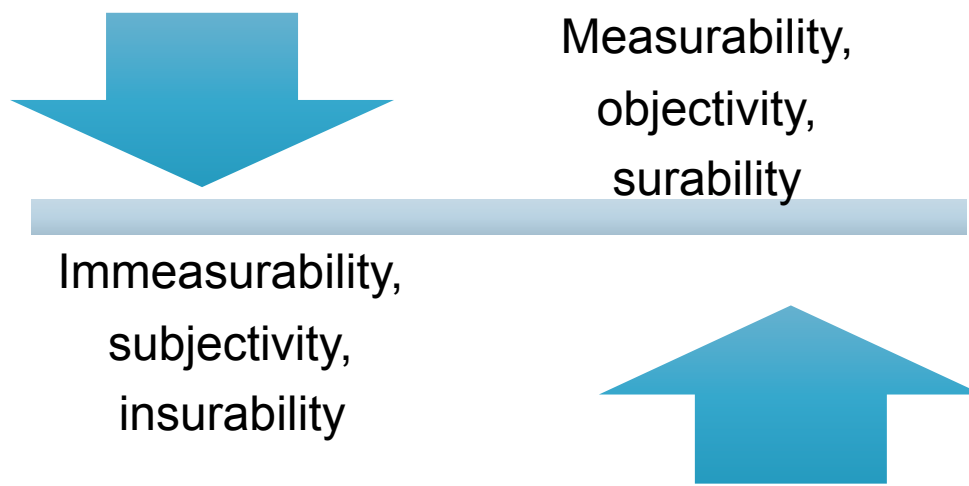 Measurability,
objectivity,
surability
Immeasurability,
subjectivity,
insurability